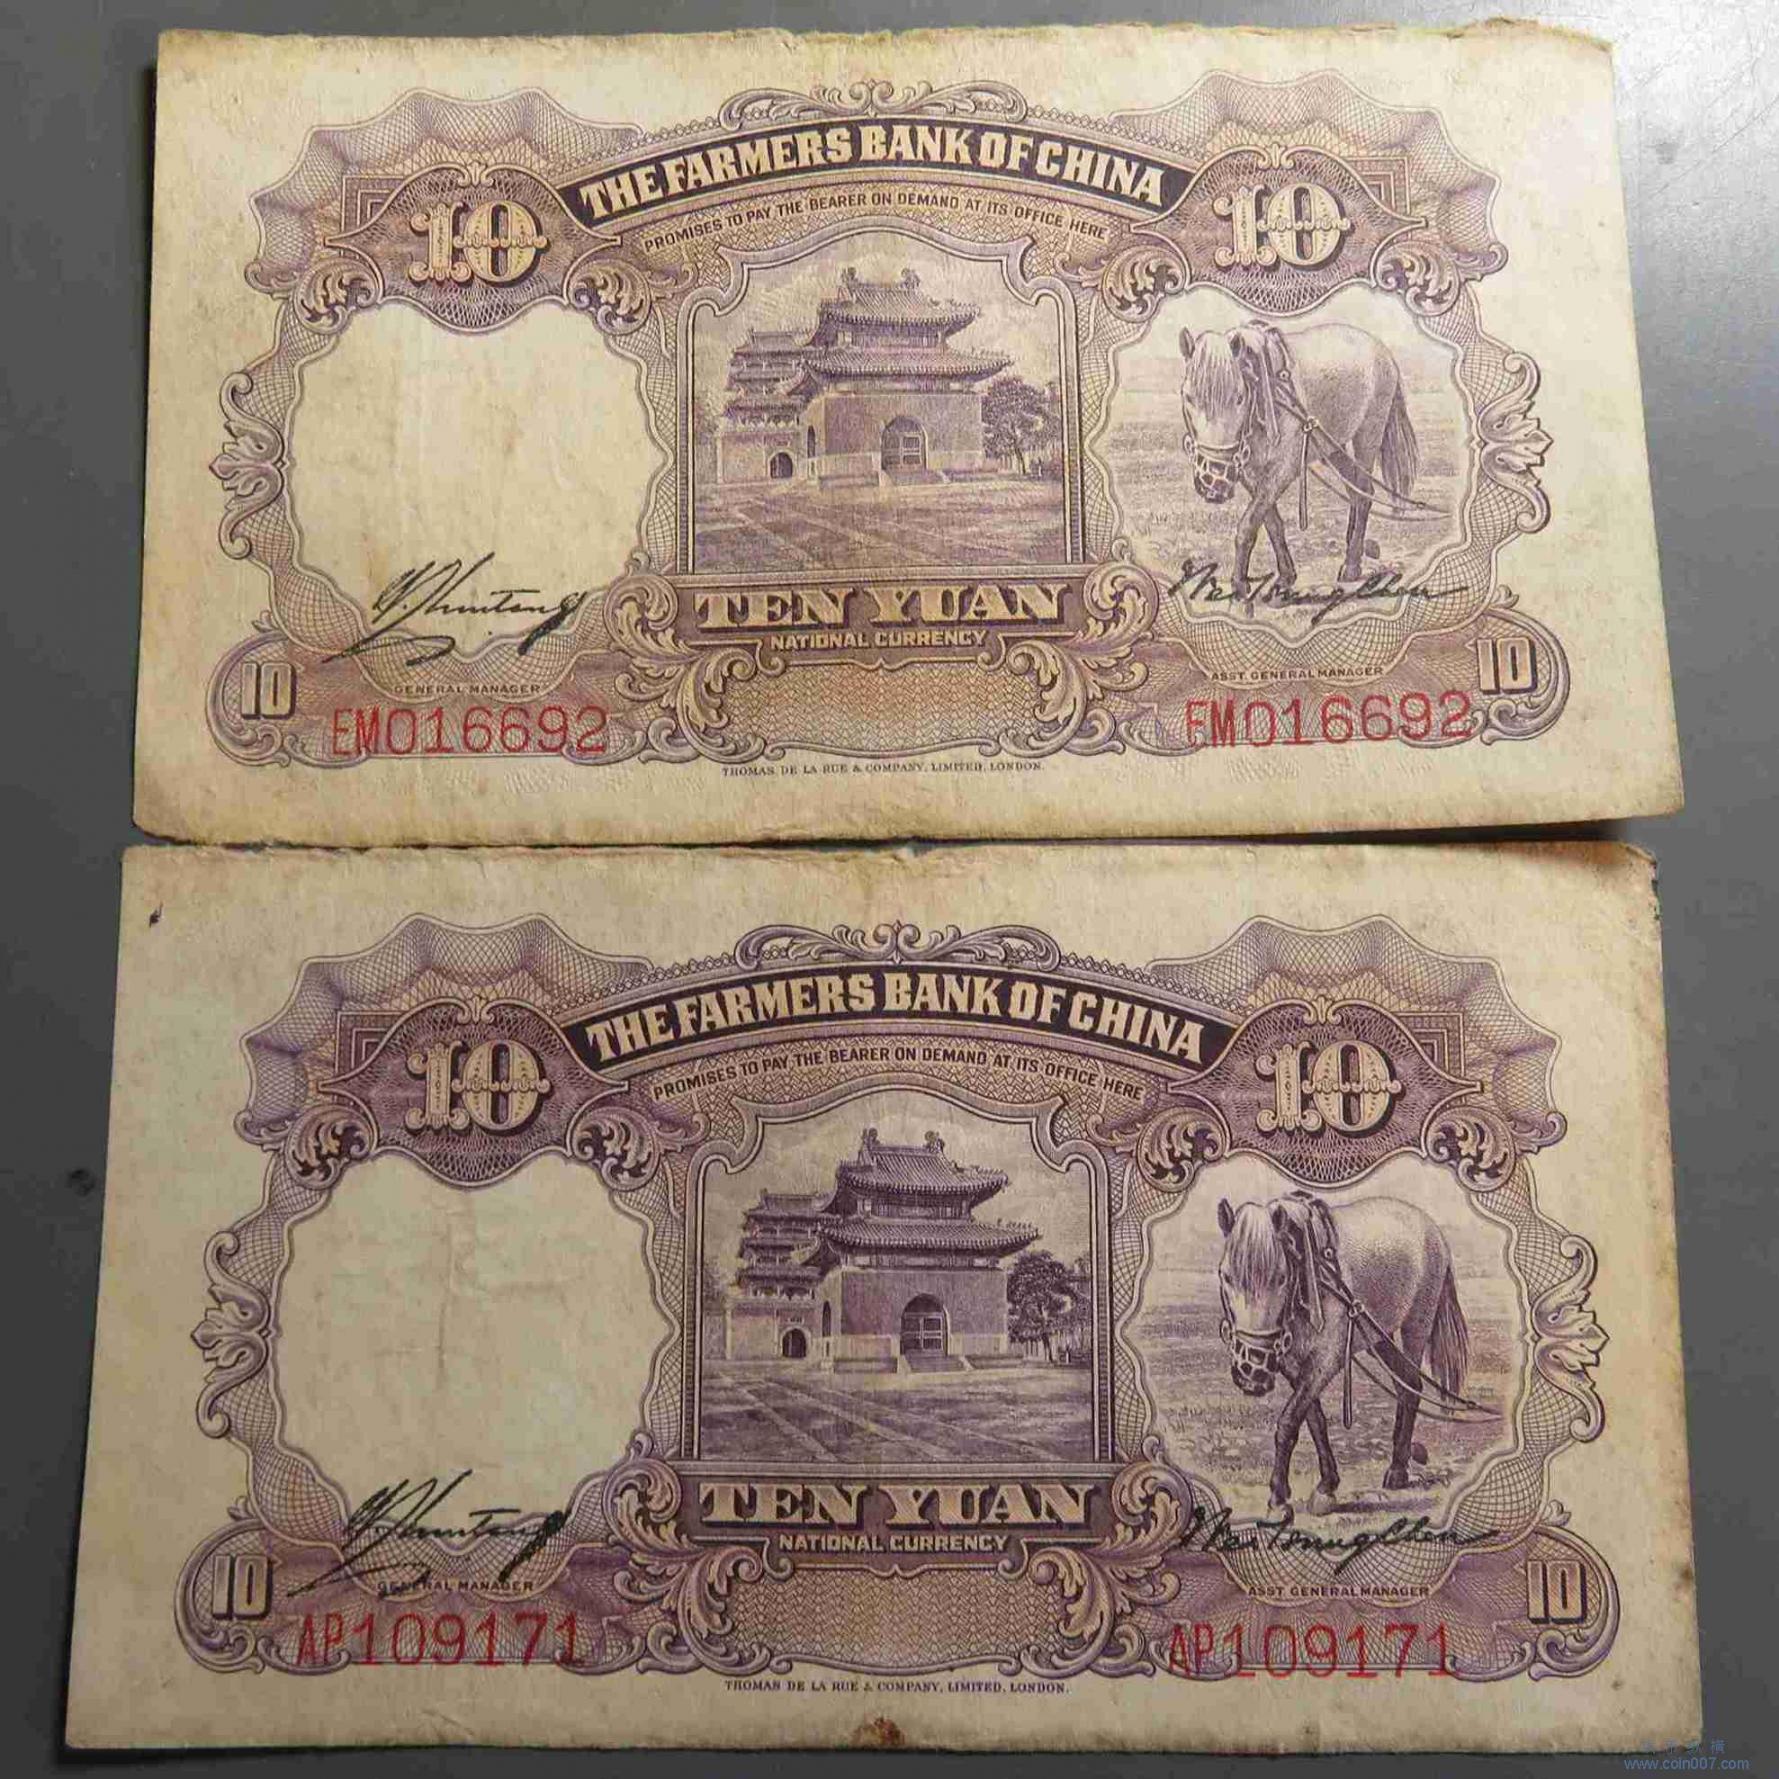 THE FARMERS BANK OF CHINA
PROMISES TO PAY THE BEARER ON DEMAND AT ITS OFFICE HERE
10
10
TEN YUAN
NATIONAL CURRENCY
GENERAL MANAGER
ASST. GENERAL MANAGER
10
10
EM016692
EM016692
THOMAS DE LA RUE & COMPANY, LIMITED, LONDON.
THE FARMERS BANK OF CHINA
PROMISES TO PAY THE BEARER ON DEMAND AT ITS OFFICE HERE
10
10
TEN YUAN
NATIONAL CURRENCY
GENERAL MANAGER
ASST GENERAL MANAGER
10
10
AP109171
AP109171
THOMAS DE LA RUE & COMPANY, LIMITED, LONDON.
www.coin007.com